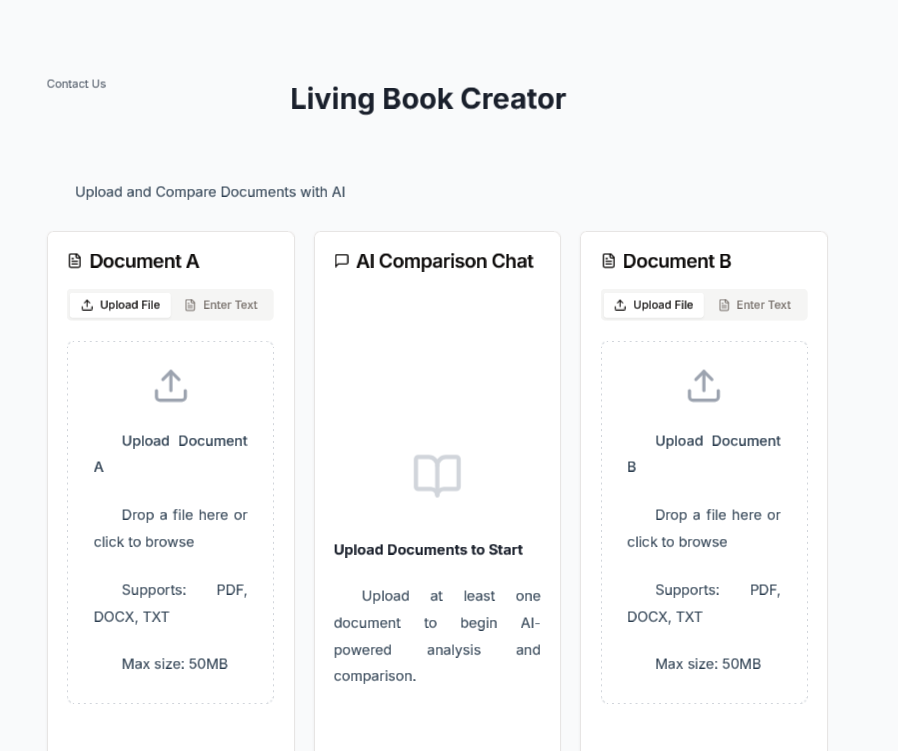 Contact Us
Living Book Creator
Upload and Compare Documents with AI
Document A
Upload File
Enter Text
Upload Document
A
Drop a file here or
click to browse
Supports: PDF,
DOCX, TXT
Max size: 50MB
AI Comparison Chat
Upload Documents to Start
Upload at least one
document to begin AI-
powered analysis and
comparison.
Document B
Upload File
Enter Text
Upload Document
B
Drop a file here or
click to browse
Supports: PDF,
DOCX, TXT
Max size: 50MB